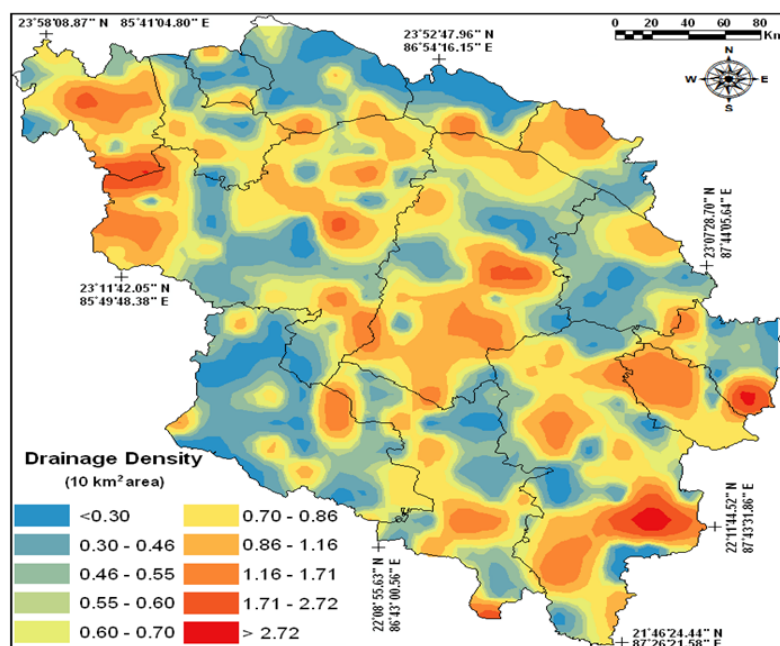 23°58'08.87" N 85°41'04.80" E
23°52'47.96" N
86°54'16.15" E
0 20 40 60 80
Km
N
W E
S
23°07'28.70" N
87°44'05.64" E
23°11'42.05" N
85°49'48.38" E
Drainage Density
(10 km² area)
<0.30
0.30 - 0.46
0.46 - 0.55
0.55 - 0.60
0.60 - 0.70
0.70 - 0.86
0.86 - 1.16
1.16 - 1.71
1.71 - 2.72
> 2.72
22°08'55.63" N
86°43'00.56" E
22°11'44.52" N
87°43'31.86" E
21°46'24.44" N
87°26'21.58" E